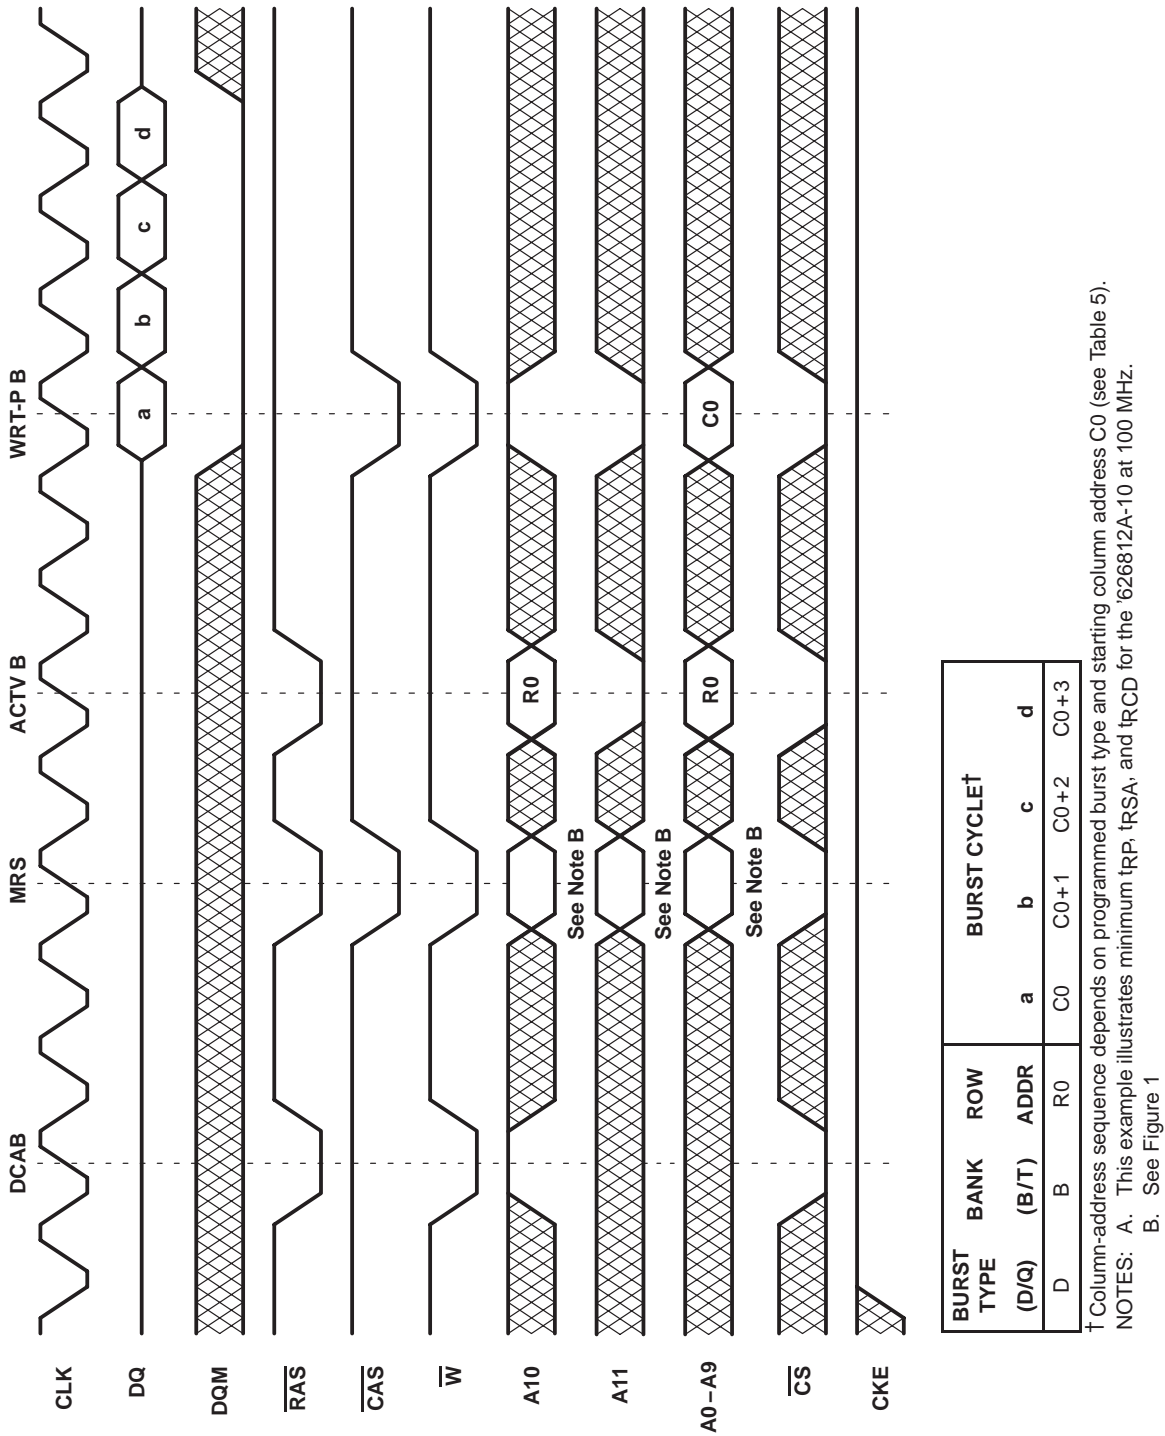 DCAB MRS ACTV B WRT-P B
CLK
DQ a b c d
DQM
RAS
CAS
W
A10 R0
See Note B
A11
See Note B
A0–A9 R0 C0
See Note B
CS
CKE
BURST TYPE (D/Q) BANK (B/T) ROW ADDR BURST CYCLE†
a b c d
D B R0 C0 C0+1 C0+2 C0+3
† Column-address sequence depends on programmed burst type and starting column address C0 (see Table 5).
NOTES: A. This example illustrates minimum tRP, tRSA, and tRCD for the '626812A-10 at 100 MHz.
B. See Figure 1